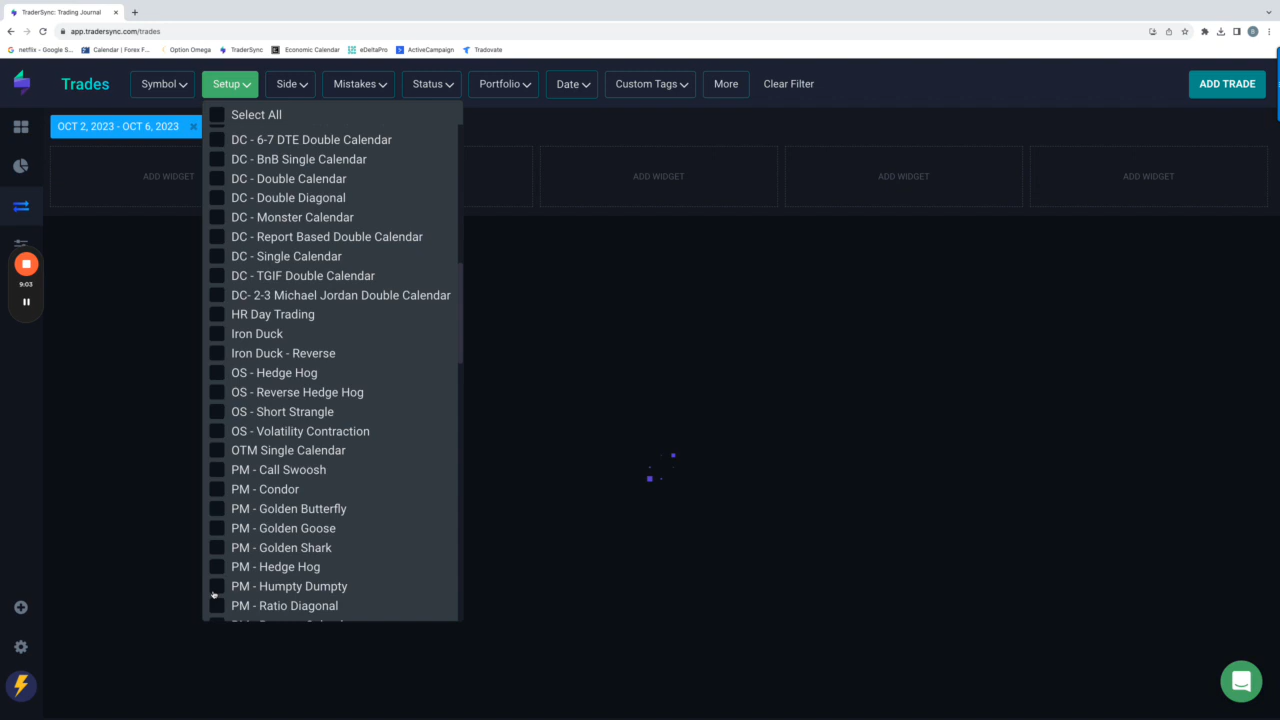 TraderSync: Trading Journal
app.tradersync.com/trades
netflix - Google S...
Calendar | Forex F...
Option Omega
TraderSync
Economic Calendar
eDeltaPro
ActiveCampaign
Tradovate
Trades
Symbol
Setup
Side
Mistakes
Status
Portfolio
Date
Custom Tags
More
Clear Filter
ADD TRADE
OCT 2, 2023 - OCT 6, 2023
ADD WIDGET
ADD WIDGET
ADD WIDGET
ADD WIDGET
Select All
DC - 6-7 DTE Double Calendar
DC - BnB Single Calendar
DC - Double Calendar
DC - Double Diagonal
DC - Monster Calendar
DC - Report Based Double Calendar
DC - Single Calendar
DC - TGIF Double Calendar
DC- 2-3 Michael Jordan Double Calendar
HR Day Trading
Iron Duck
Iron Duck - Reverse
OS - Hedge Hog
OS - Reverse Hedge Hog
OS - Short Strangle
OS - Volatility Contraction
OTM Single Calendar
PM - Call Swoosh
PM - Condor
PM - Golden Butterfly
PM - Golden Goose
PM - Golden Shark
PM - Hedge Hog
PM - Humpty Dumpty
PM - Ratio Diagonal
9:03